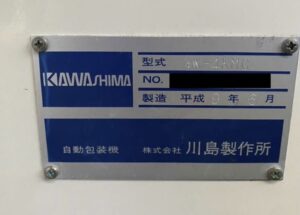 KAWASHIMA
型式
NO.
製造 平成 年 月
自動包装機 株式会社 川島製作所